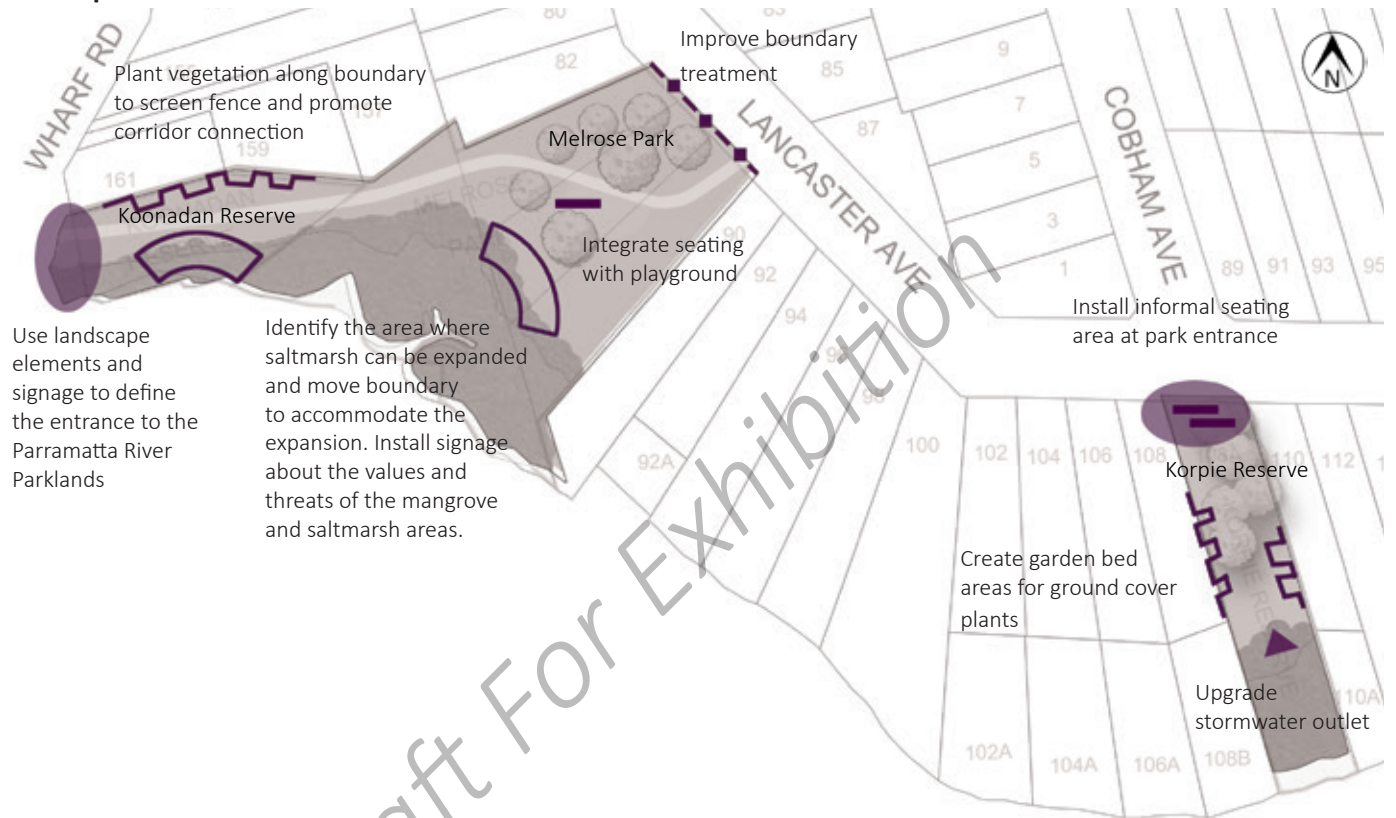 WHARF RD
Plant vegetation along boundary
to screen fence and promote
corridor connection
80
82
157
159
161
Koonadan Reserve
Melrose Park
Improve boundary
treatment
83
85
87
LANCASTER AVE
9
7
5
3
1
COBHAM AVE
89
91
93
95
N
Integrate seating
with playground
90
92
94
92A
100
Use landscape
elements and
signage to define
the entrance to the
Parramatta River
Parklands
Identify the area where
saltmarsh can be expanded
and move boundary
to accommodate the
expansion. Install signage
about the values and
threats of the mangrove
and saltmarsh areas.
Install informal seating
area at park entrance
102
104
106
108
110
112
Korpie Reserve
Create garden bed
areas for ground cover
plants
Upgrade
stormwater outlet
102A
104A
106A
108B
110A
aft For Exhibition